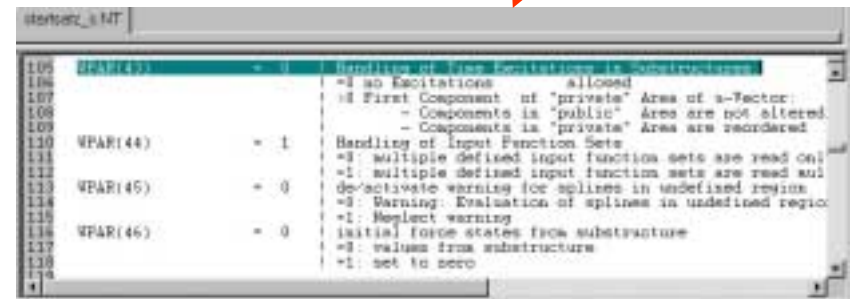 startsatz_s.NT
105 WPAR(43) = 0 ! Handling of Time Excitations in Substructures:
106 ! =0 no Excitations allowed
107 ! >0 First Component of "private" Area of u-Vector:
108 ! - Components in "public" Area are not altered
109 ! - Components in "private" Area are reordered
110 WPAR(44) = 1 ! Handling of Input Function Sets
111 ! =0: multiple defined input function sets are read onl
112 ! =1: multiple defined input function sets are read mul
113 WPAR(45) = 0 ! de/activate warning for splines in undefined region
114 ! =0: Warning: Evaluation of splines in undefined regio
115 ! =1: Neglect warning
116 WPAR(46) = 0 ! initial force states from substructure
117 ! =0: values from substructure
118 ! =1: set to zero
119